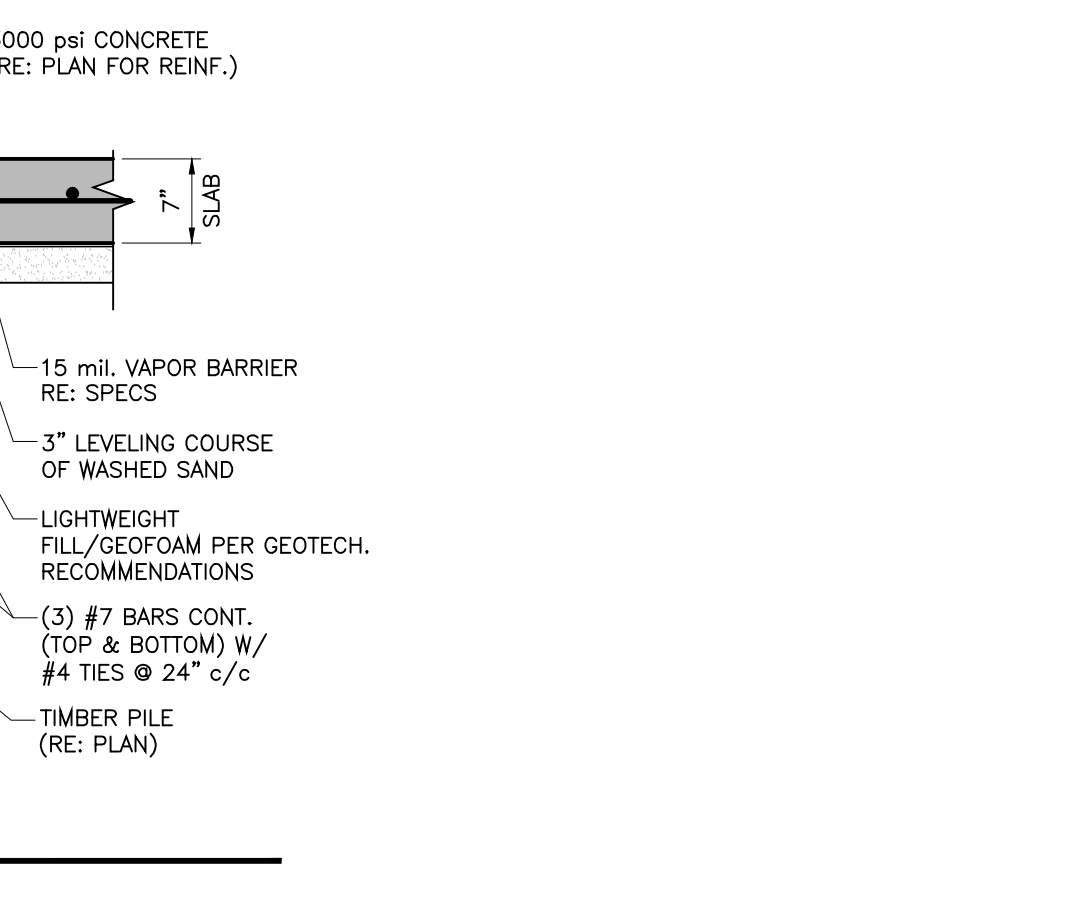 000 psi CONCRETE
RE: PLAN FOR REINF.)
7"
SLAB
15 mil. VAPOR BARRIER
RE: SPECS
3" LEVELING COURSE
OF WASHED SAND
LIGHTWEIGHT
FILL/GEOFOAM PER GEOTECH.
RECOMMENDATIONS
(3) #7 BARS CONT.
(TOP & BOTTOM) W/
#4 TIES @ 24" c/c
TIMBER PILE
(RE: PLAN)